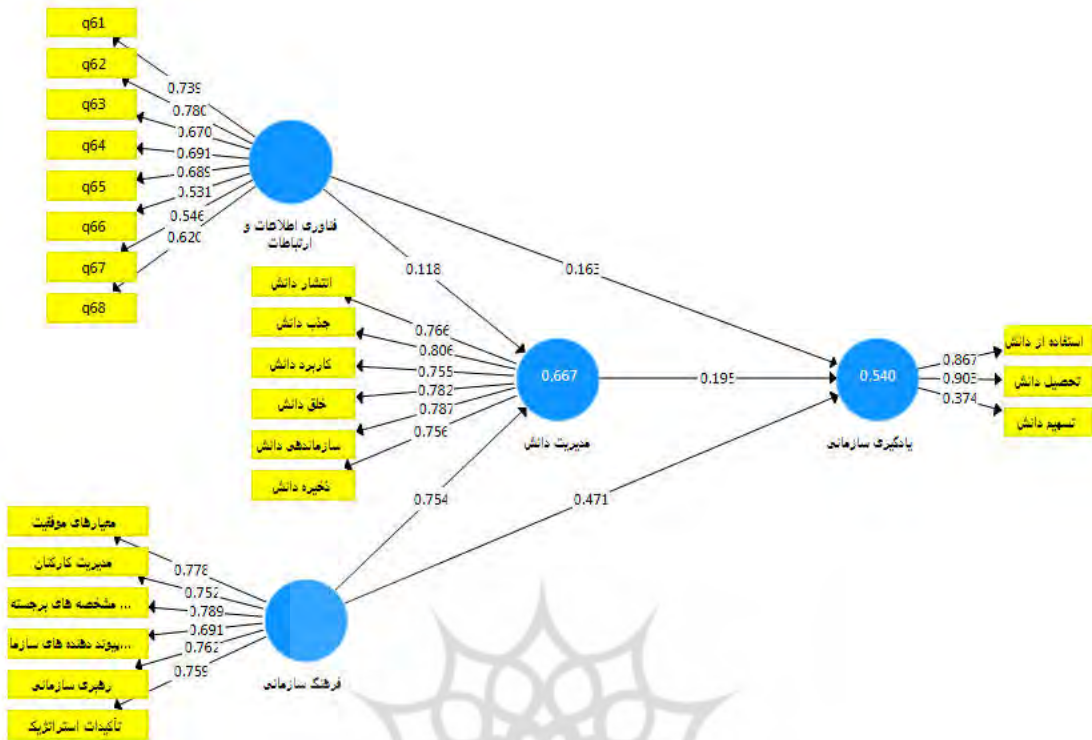 q61
q62
q63
q64
q65
q66
q67
q68
0.739
0.780
0.670
0.691
0.689
0.531
0.546
0.620
فناوری اطلاعات و
ارتباطات
0.118
0.163
انتشار دانش
جذب دانش
کاربرد دانش
خلق دانش
سازماندهی دانش
ذخیره دانش
0.766
0.806
0.755
0.782
0.787
0.756
0.667
مدیریت دانش
0.195
0.540
یادگیری سازمانی
0.867
0.903
0.374
استفاده از دانش
تحصیل دانش
تسهیم دانش
0.754
0.471
معیارهای موفقیت
مدیریت کارکنان
مشخصه های برجسته ...
پیوند دهنده های سازما...
رهبری سازمانی
تأکیدات استراتژیک
0.778
0.752
0.789
0.691
0.762
0.759
فرهنگ سازمانی